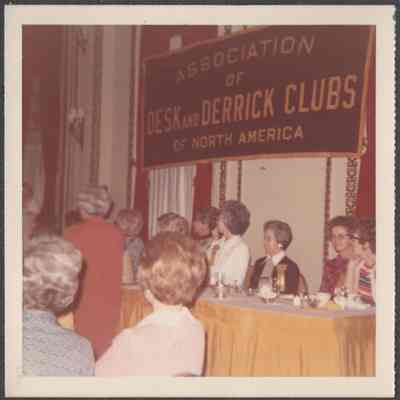 ASSOCIATION
OF
DESK AND DERRICK CLUBS
OF NORTH AMERICA